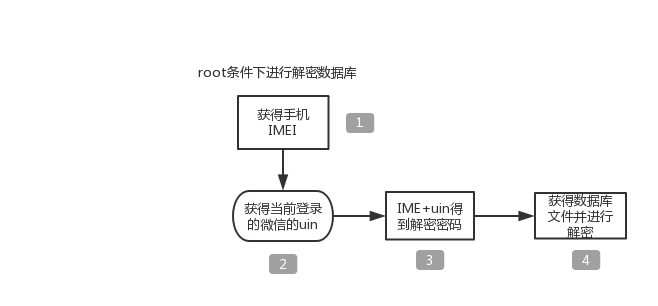 root条件下进行解密数据库
获得手机
IMEI
1
获得当前登录
的微信的uin
2
IME+uin得
到解密密码
3
获得数据库
文件并进行
解密
4